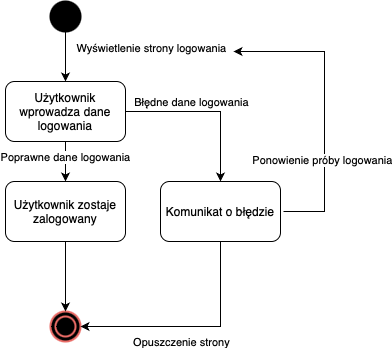 Wyświetlenie strony logowania
Użytkownik
wprowadza dane
logowania
Błędne dane logowania
Poprawne dane logowania
Ponowienie próby logowania
Użytkownik zostaje
zalogowany
Komunikat o błędzie
Opuszczenie strony